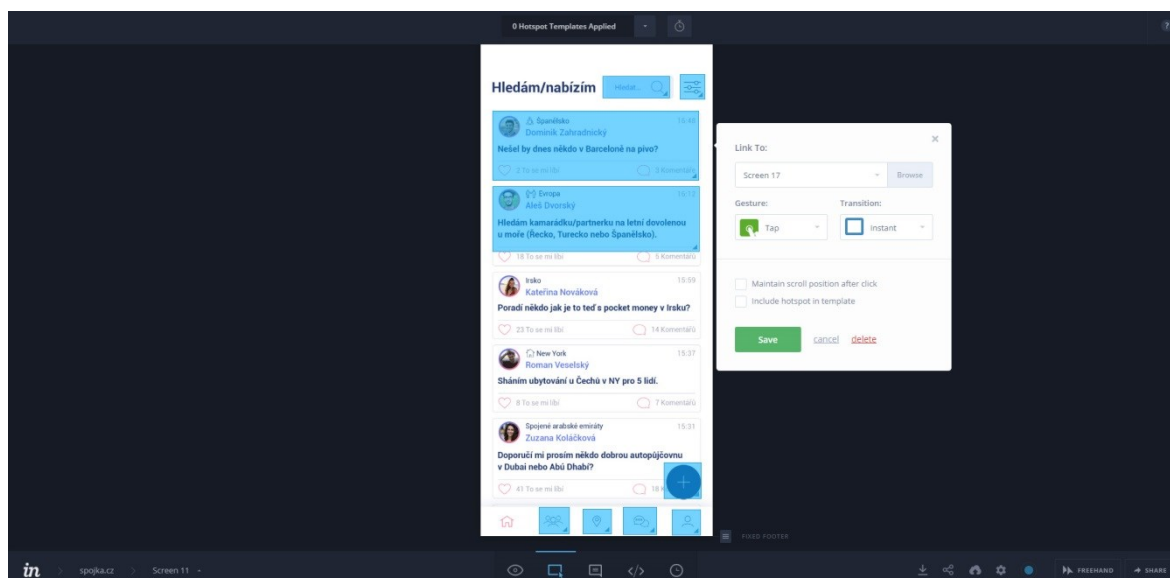 0 Hotspot Templates Applied
?
Hledám/nabízím
Hledat...
Španělsko
15:48
Dominik Zahradnický
Nešel by dnes někdo v Barceloně na pivo?
2 To se mi líbí
3 Komentáře
Evropa
Aleš Dvorský
Hledám kamarádku/partnerku na letní dovolenou
u moře (Řecko, Turecko nebo Španělsko).
18 To se mi líbí
5 Komentářů
Irsko
15:39
Kateřina Nováková
Poradí někdo jak je to teď s pocket money v Irsku?
23 To se mi líbí
14 Komentářů
New York
15:37
Roman Veselský
Sháním ubytování u Čechů v NY pro 5 lidí.
8 To se mi líbí
7 Komentářů
Spojené arabské emiráty
15:31
Zuzana Koláčková
Doporučí mi prosím někdo dobrou autopůjčovnu
v Dubai nebo Abú Dhabí?
41 To se mi líbí
18
Link To:
Screen 17
Browse
Gesture:
Transition:
Tap
instant
Maintain scroll position after click
Include hotspot in template
Save
cancel
delete
FIXED FOOTER
in
spojka.cz
Screen 11
</>
FREEHAND
SHARE